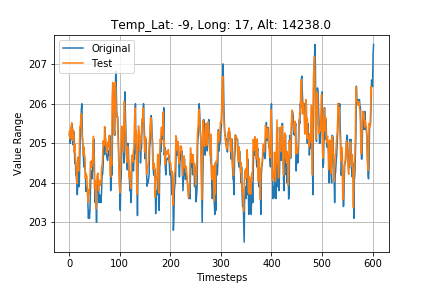 Temp_Lat: -9, Long: 17, Alt: 14238.0
Original
Test
Value Range
207
206
205
204
203
0 100 200 300 400 500 600
Timesteps